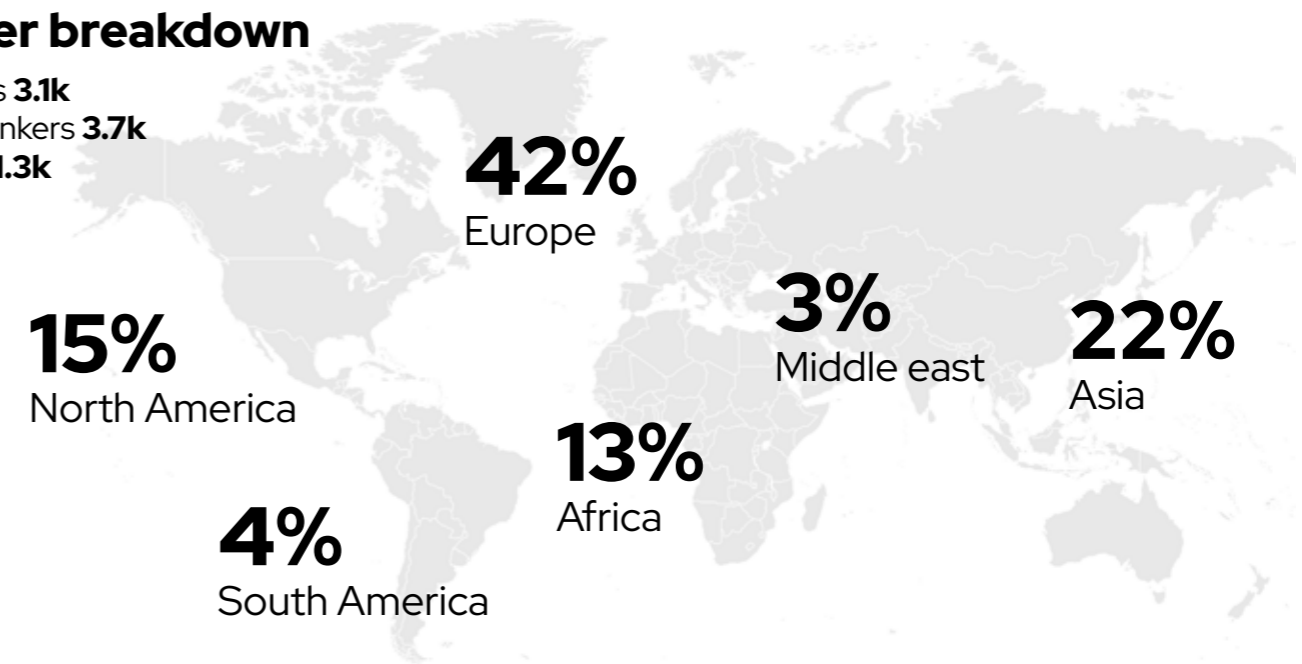 er breakdown
s 3.1k
nkers 3.7k
1.3k
42%
Europe
3%
Middle east
22%
Asia
15%
North America
13%
Africa
4%
South America